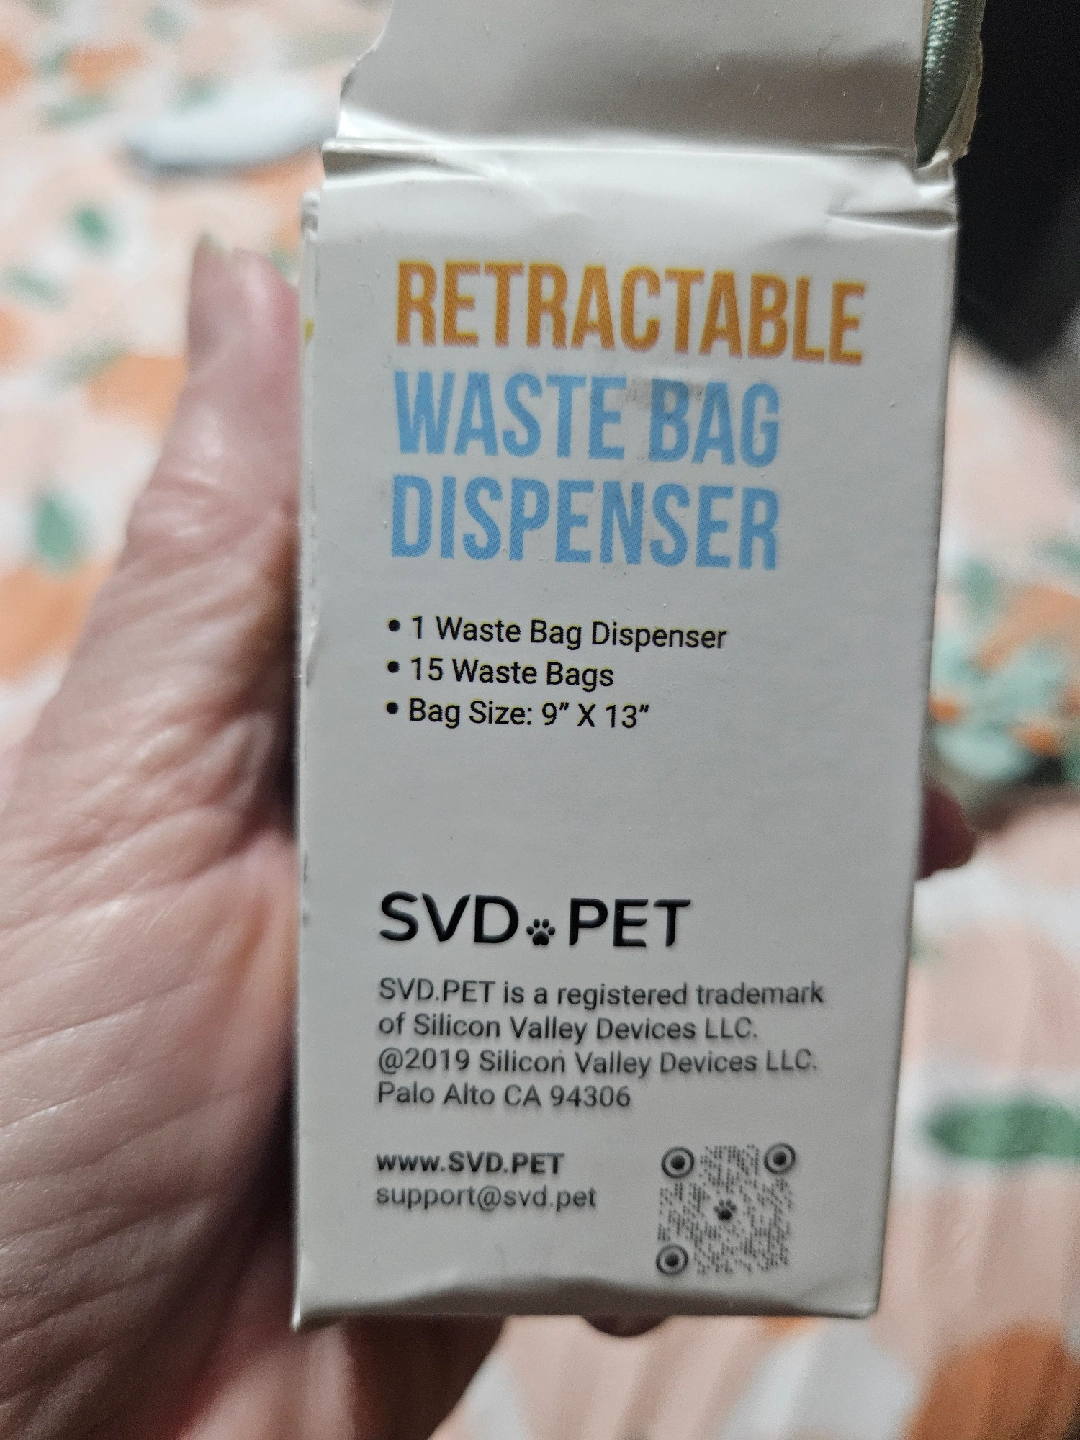 RETRACTABLE
WASTE BAG
DISPENSER
• 1 Waste Bag Dispenser
• 15 Waste Bags
• Bag Size: 9” X 13”
SVD PET
SVD.PET is a registered trademark
of Silicon Valley Devices LLC.
@2019 Silicon Valley Devices LLC.
Palo Alto CA 94306
www.SVD.PET
support@svd.pet